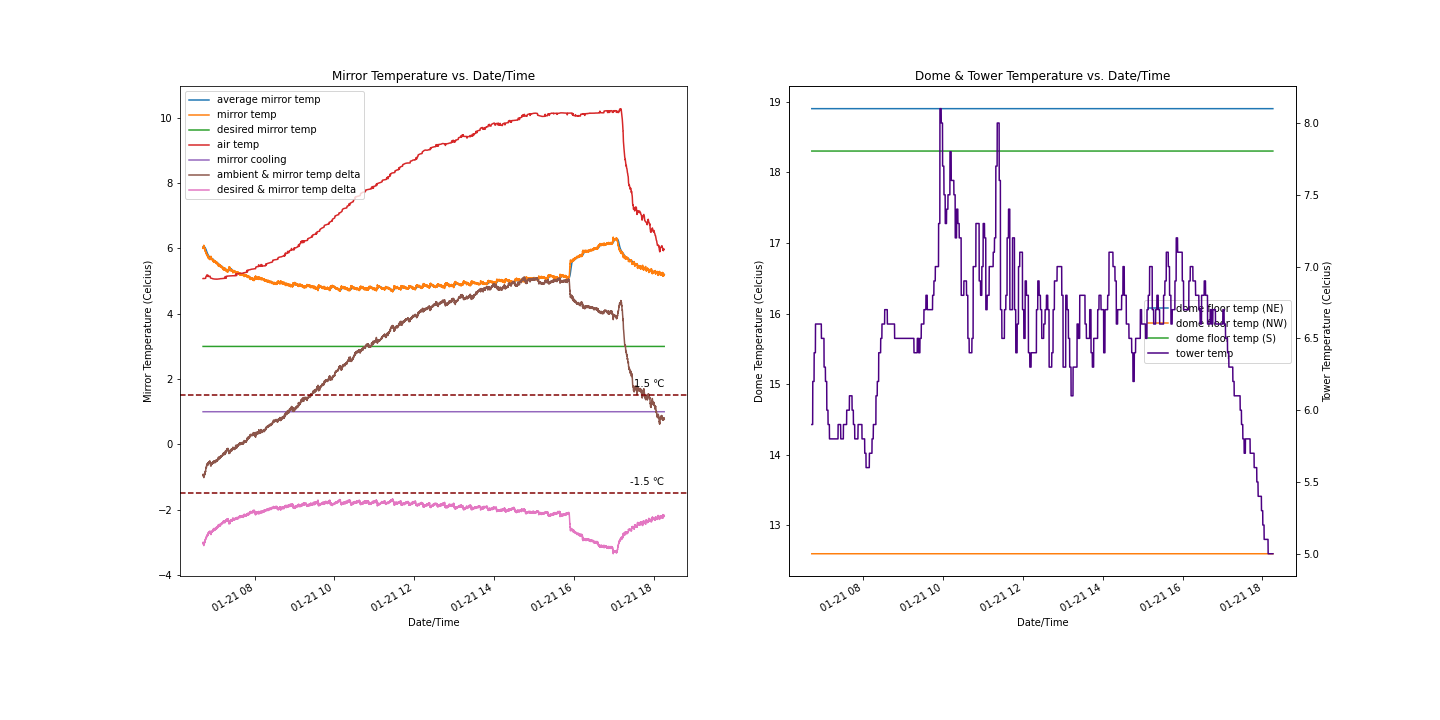 Mirror Temperature vs. Date/Time
average mirror temp
mirror temp
desired mirror temp
air temp
mirror cooling
ambient & mirror temp delta
desired & mirror temp delta
10
8
6
4
2
0
−2
−4
Mirror Temperature (Celcius)
1.5 °C
-1.5 °C
01-21 08
01-21 10
01-21 12
01-21 14
01-21 16
01-21 18
Date/Time
Dome & Tower Temperature vs. Date/Time
19
18
17
16
15
14
13
Dome Temperature (Celcius)
dome floor temp (NE)
dome floor temp (NW)
dome floor temp (S)
tower temp
8.0
7.5
7.0
6.5
6.0
5.5
5.0
Tower Temperature (Celcius)
01-21 08
01-21 10
01-21 12
01-21 14
01-21 16
01-21 18
Date/Time